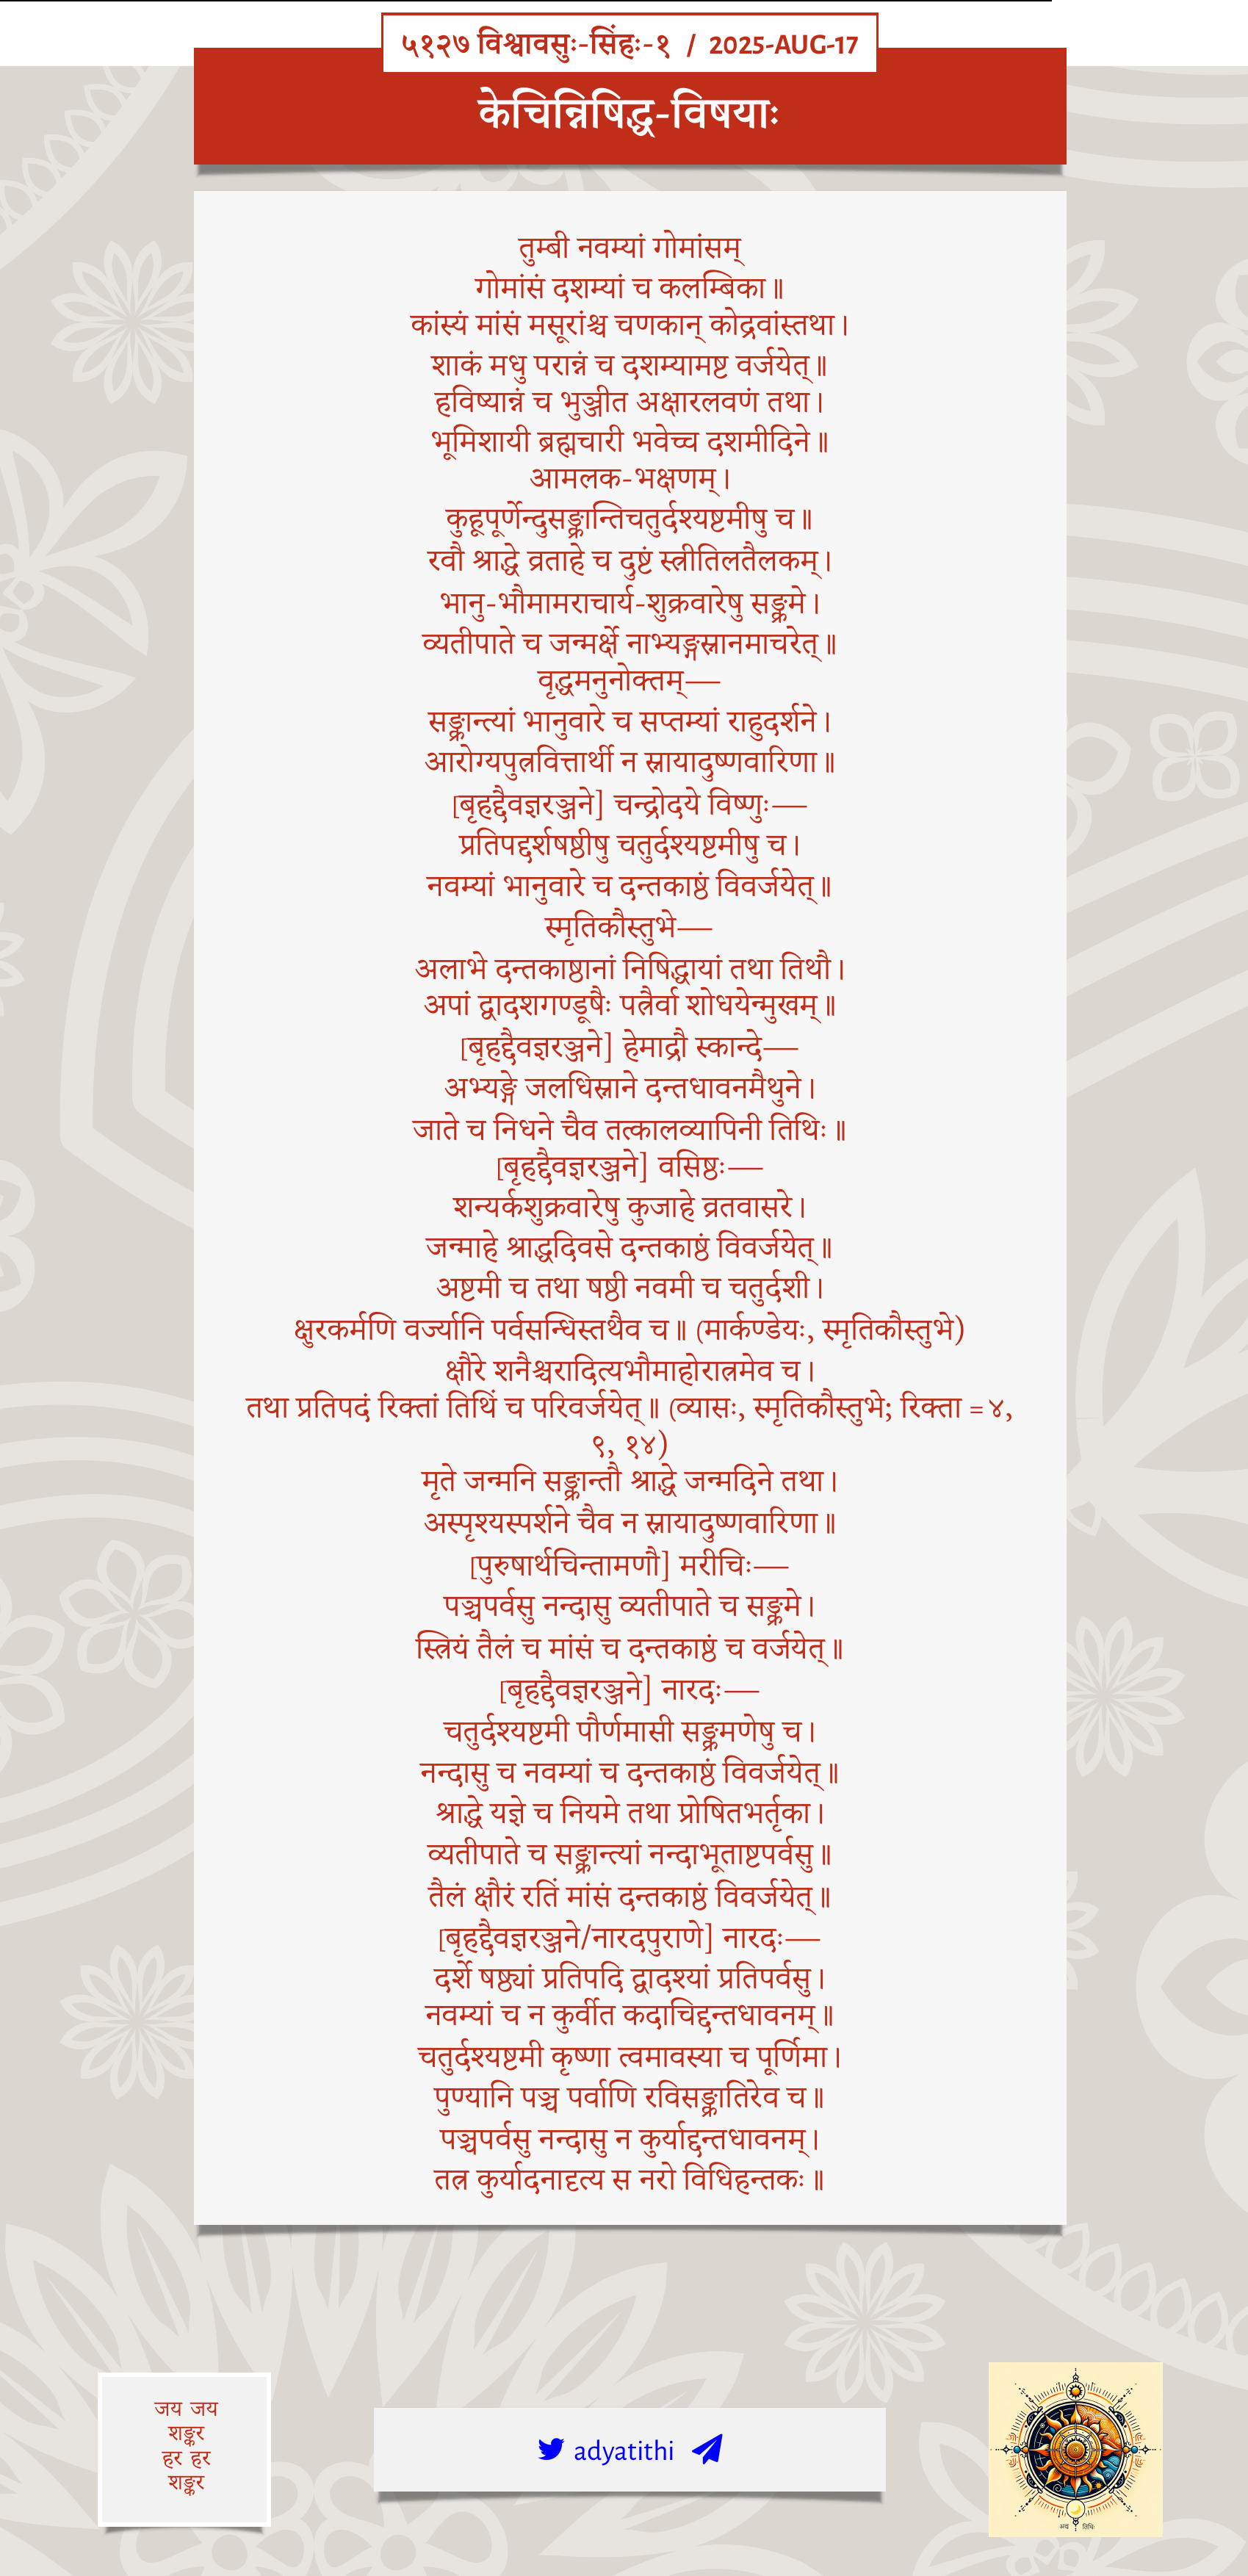 ५१२७ विश्वावसुः-सिंहः-१ / 2025-AUG-17
केचिन्निषिद्ध-विषयाः
तुम्बी नवम्यां गोमांसम्
गोमांसं दशम्यां च कलम्बिका॥
कांस्यं मांसं मसूरांश्च चणकान् कोद्रवांस्तथा।
शाकं मधु परान्नं च दशम्यामष्ट वर्जयेत्॥
हविष्यान्नं च भुञ्जीत अक्षारलवणं तथा।
भूमिशायी ब्रह्मचारी भवेच्च दशमीदिने॥
आमलक-भक्षणम्।
कुहूपूर्णेन्दुसङ्क्रान्तिचतुर्दश्यष्टमीषु च॥
रवौ श्राद्धे व्रताहे च दुष्टं स्त्रीतिलतैलकम्।
भानु-भौमामराचार्य-शुक्रवारेषु सङ्क्रमे।
व्यतीपाते च जन्मर्क्षे नाभ्यङ्गस्नानमाचरेत्॥
वृद्धमनुनोक्तम्—
सङ्क्रान्त्यां भानुवारे च सप्तम्यां राहुदर्शने।
आरोग्यपुत्रवित्तार्थी न स्नायादुष्णवारिणा॥
[बृहद्दैवज्ञरञ्जने] चन्द्रोदये विष्णुः—
प्रतिपद्दर्शषष्ठीषु चतुर्दश्यष्टमीषु च।
नवम्यां भानुवारे च दन्तकाष्ठं विवर्जयेत्॥
स्मृतिकौस्तुभे—
अलाभे दन्तकाष्ठानां निषिद्धायां तथा तिथौ।
अपां द्वादशगण्डूषैः पत्रैर्वा शोधयेन्मुखम्॥
[बृहद्दैवज्ञरञ्जने] हेमाद्रौ स्कान्दे—
अभ्यङ्गे जलधिस्नाने दन्तधावनमैथुने।
जाते च निधने चैव तत्कालव्यापिनी तिथिः॥
[बृहद्दैवज्ञरञ्जने] वसिष्ठः—
शन्यर्कशुक्रवारेषु कुजाहे व्रतवासरे।
जन्माहे श्राद्धदिवसे दन्तकाष्ठं विवर्जयेत्॥
अष्टमी च तथा षष्ठी नवमी च चतुर्दशी।
क्षुरकर्मणि वर्ज्यानि पर्वसन्धिस्तथैव च॥ (मार्कण्डेयः, स्मृतिकौस्तुभे)
क्षौरे शनैश्चरादित्यभौमाहोरात्रमेव च।
तथा प्रतिपदं रिक्तां तिथिं च परिवर्जयेत्॥ (व्यासः, स्मृतिकौस्तुभे; रिक्ता =४,
९, १४)
मृते जन्मनि सङ्क्रान्तौ श्राद्धे जन्मदिने तथा।
अस्पृश्यस्पर्शने चैव न स्नायादुष्णवारिणा॥
[पुरुषार्थचिन्तामणौ] मरीचिः—
पञ्चपर्वसु नन्दासु व्यतीपाते च सङ्क्रमे।
स्त्रियं तैलं च मांसं च दन्तकाष्ठं च वर्जयेत्॥
[बृहद्दैवज्ञरञ्जने] नारदः—
चतुर्दश्यष्टमी पौर्णमासी सङ्क्रमणेषु च।
नन्दासु च नवम्यां च दन्तकाष्ठं विवर्जयेत्॥
श्राद्धे यज्ञे च नियमे तथा प्रोषितभर्तृका।
व्यतीपाते च सङ्क्रान्त्यां नन्दाभूताष्टपर्वसु॥
तैलं क्षौरं रतिं मांसं दन्तकाष्ठं विवर्जयेत्॥
[बृहद्दैवज्ञरञ्जने/नारदपुराणे] नारदः—
दर्शे षष्ठ्यां प्रतिपदि द्वादश्यां प्रतिपर्वसु।
नवम्यां च न कुर्वीत कदाचिद्दन्तधावनम्॥
चतुर्दश्यष्टमी कृष्णा त्वमावस्या च पूर्णिमा।
पुण्यानि पञ्च पर्वाणि रविसङ्क्रातिरेव च॥
पञ्चपर्वसु नन्दासु न कुर्याद्दन्तधावनम्।
तत्र कुर्यादनादृत्य स नरो विधिहन्तकः॥
जय जय
शङ्कर
हर हर
शङ्कर
adyatithi
अद्य तिथिः